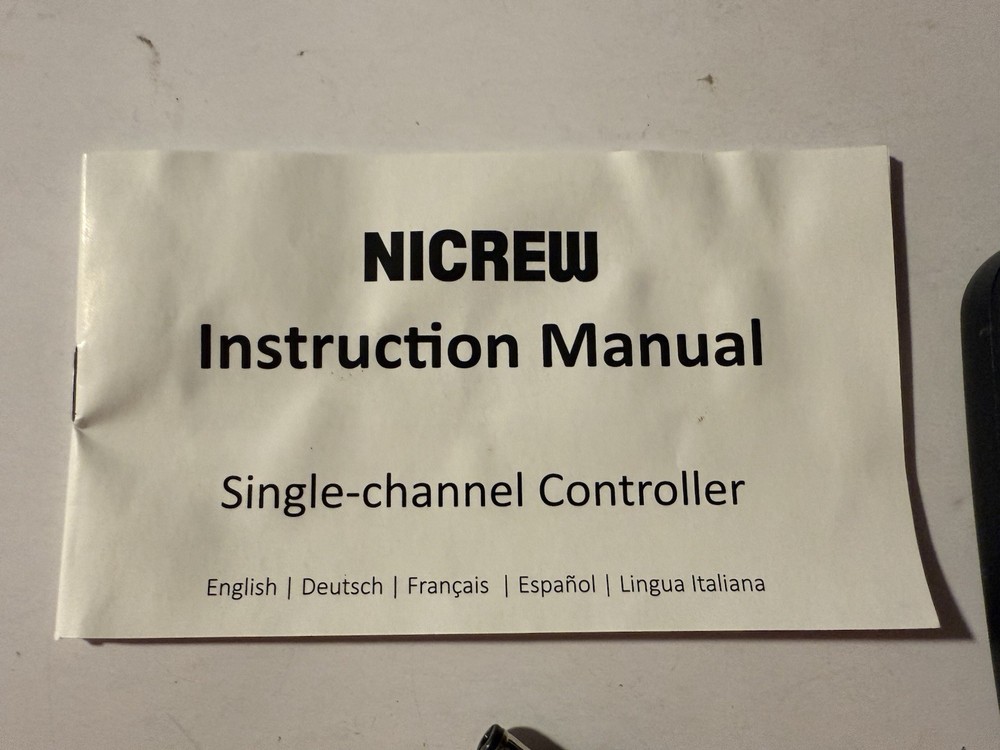 NICREW
Instruction Manual
Single-channel Controller
English | Deutsch | Français | Español | Lingua Italiana